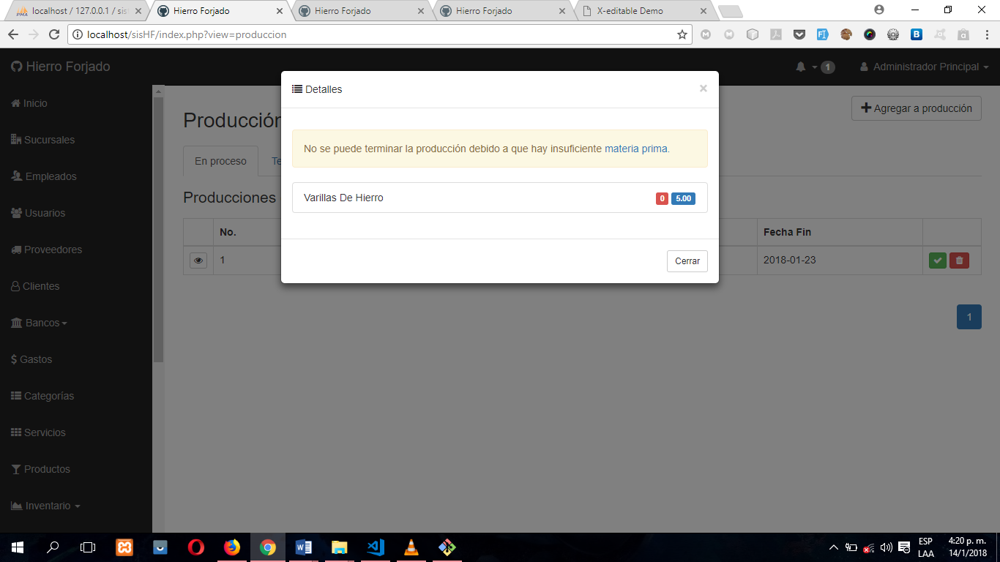 localhost / 127.0.0.1 / sis
Hierro Forjado
Hierro Forjado
Hierro Forjado
X-editable Demo
localhost/sisHF/index.php?view=produccion
Hierro Forjado
1
Administrador Principal
Inicio
Sucursales
Empleados
Usuarios
Proveedores
Clientes
Bancos
Gastos
Categorías
Servicios
Productos
Inventario
Producción
Agregar a producción
En proceso
Te
Producciones
No.
Fecha Fin
1
2018-01-23
1
Detalles
×
No se puede terminar la producción debido a que hay insuficiente materia prima.
Varillas De Hierro
0 5.00
Cerrar
ESP
LAA
4:20 p. m.
14/1/2018